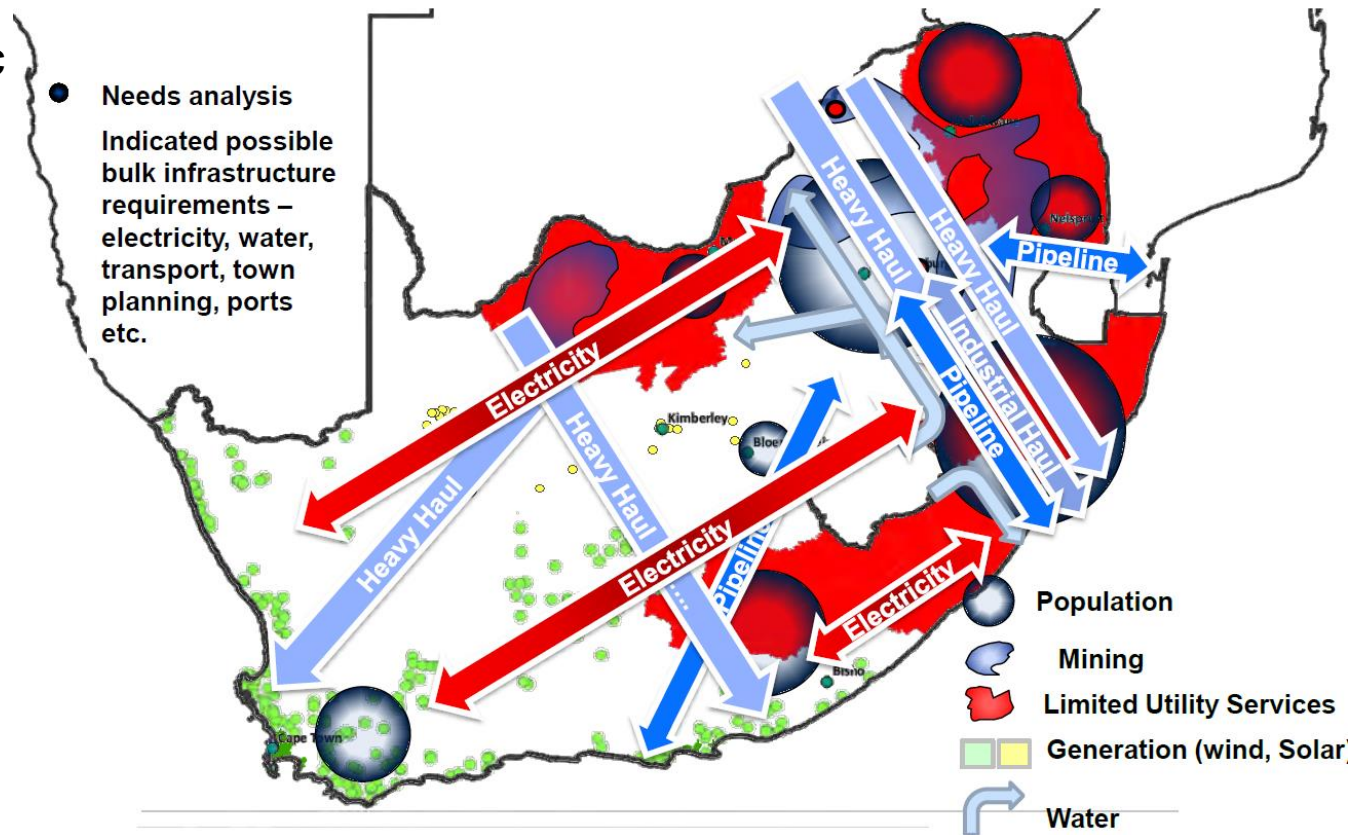 c
Needs analysis
Indicated possible
bulk infrastructure
requirements –
electricity, water,
transport, town
planning, ports
etc.
Heavy Haul
Heavy Haul
Pipeline
Industrial Haul
Pipeline
Electricity
Heavy Haul
Heavy Haul
....
Kimberley
Pipeline
Electricity
Electricity
Bisho
Cape Town
Population
Mining
Limited Utility Services
Generation (wind, Solar)
Water